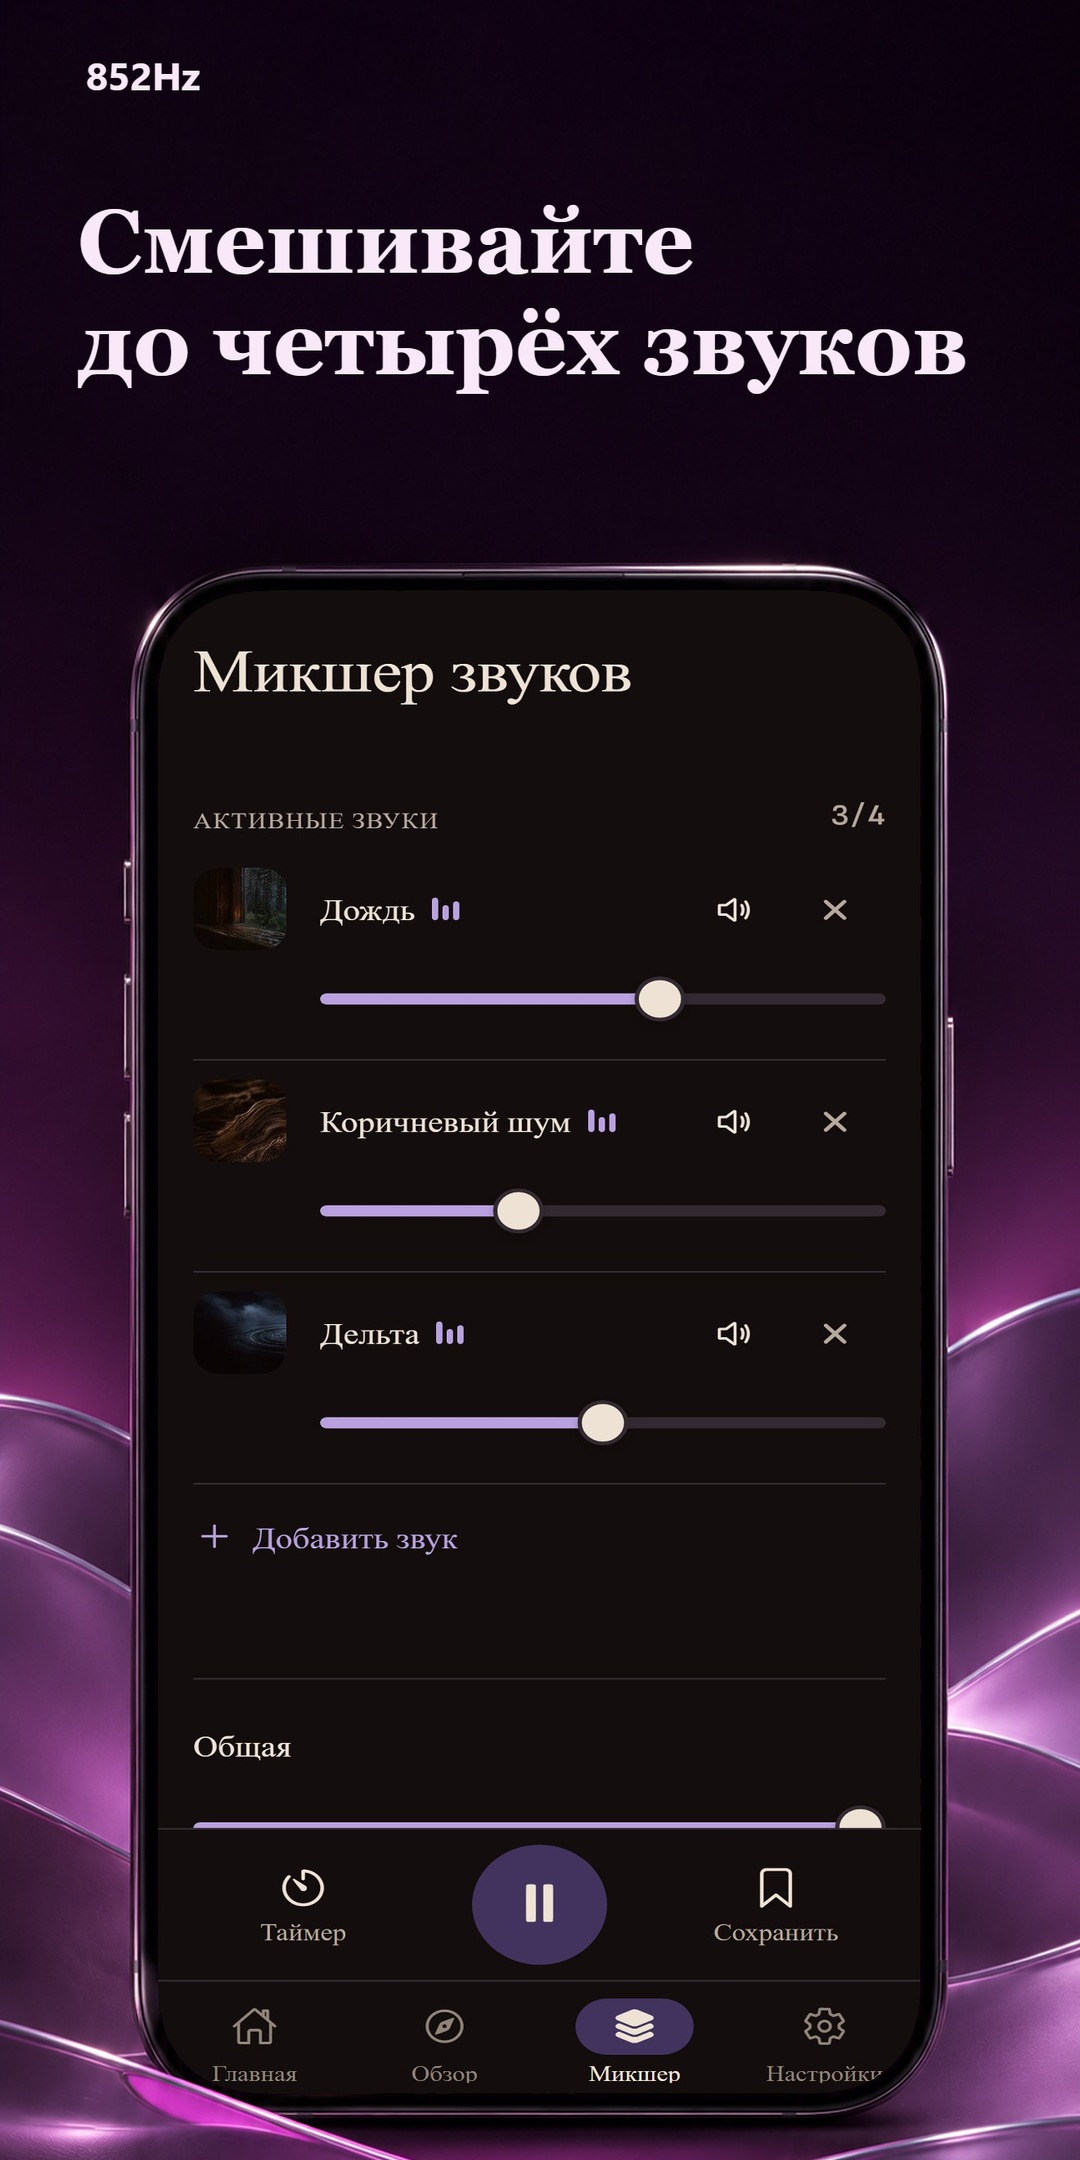 852Hz
Смешивайте
до четырёх звуков
Микшер звуков
АКТИВНЫЕ ЗВУКИ 3/4
Дождь
Коричневый шум
Дельта
+ Добавить звук
Общая
Таймер Сохранить
Главная Обзор Микшер Настройки